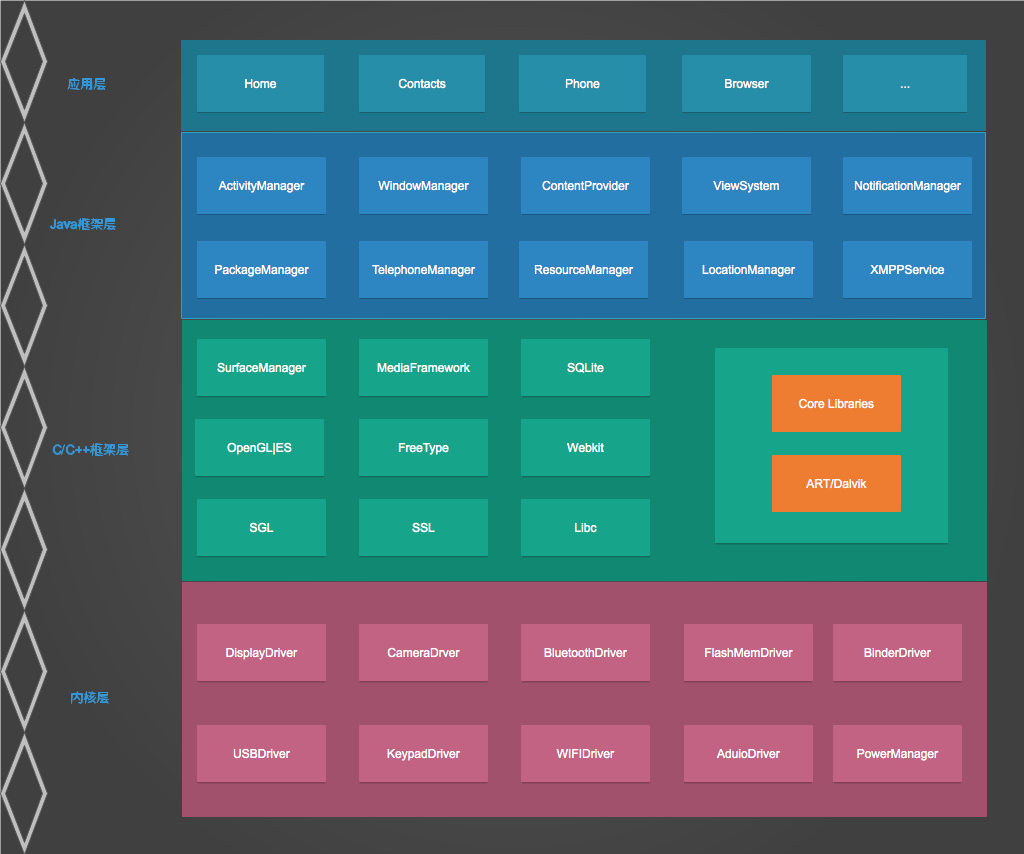 应用层
Home
Contacts
Phone
Browser
...
Java框架层
ActivityManager
WindowManager
ContentProvider
ViewSystem
NotificationManager
PackageManager
TelephoneManager
ResourceManager
LocationManager
XMPPService
C/C++框架层
SurfaceManager
MediaFramework
SQLite
OpenGL|ES
FreeType
Webkit
SGL
SSL
Libc
Core Libraries
ART/Dalvik
内核层
DisplayDriver
CameraDrver
BluetoothDriver
FlashMemDriver
BinderDriver
USBDriver
KeypadDriver
WIFIDriver
AduioDriver
PowerManager